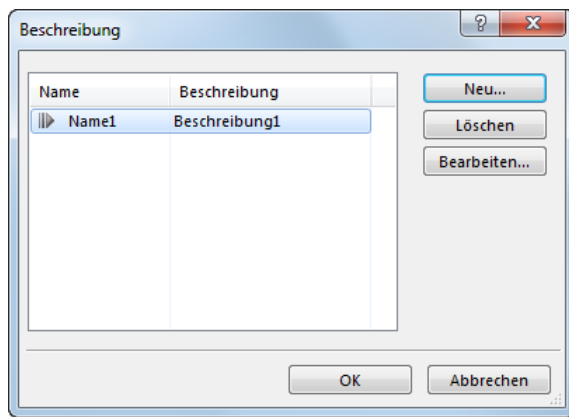 Beschreibung
Name Beschreibung Neu...
Name1 Beschreibung1 Löschen
Bearbeiten...
OK Abbrechen